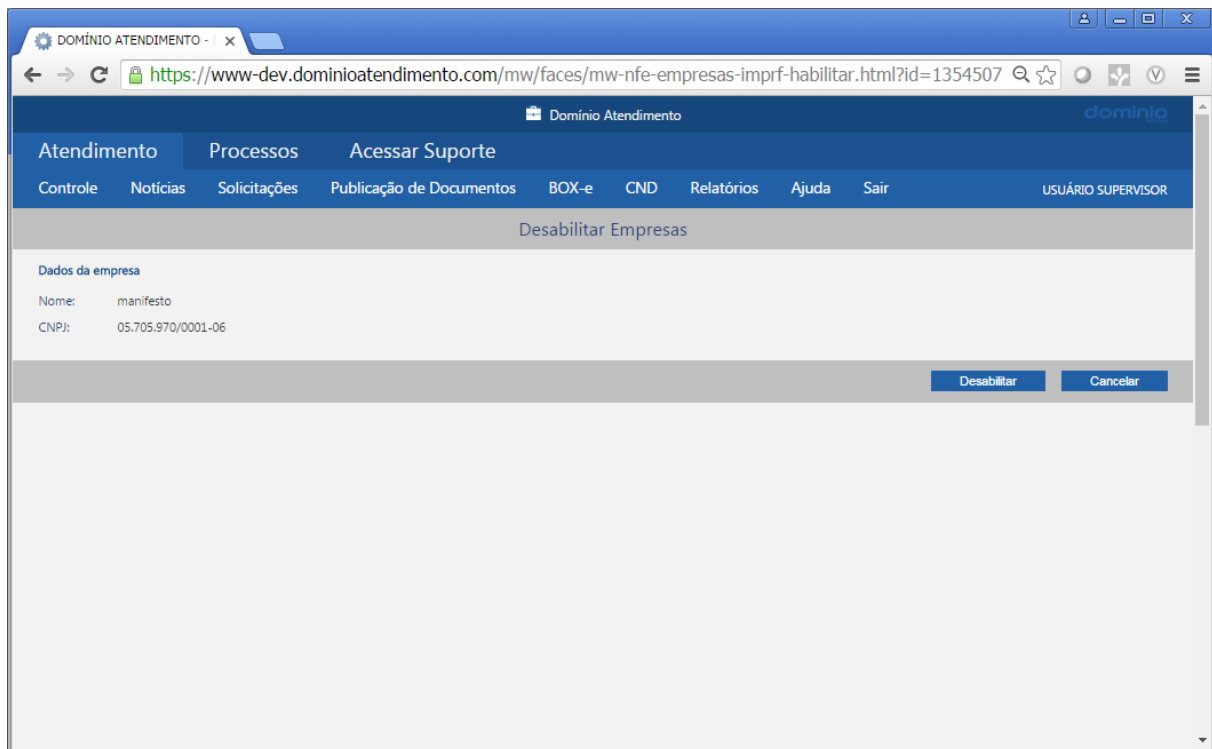 DOMÍNIO ATENDIMENTO -
https://www-dev.dominioatendimento.com/mw/faces/mw-nfe-empresas-imprf-habilitar.html?id=1354507
Domínio Atendimento
domínio
Atendimento Processos Acessar Suporte
Controle Notícias Solicitações Publicação de Documentos BOX-e CND Relatórios Ajuda Sair USUÁRIO SUPERVISOR
Desabilitar Empresas
Dados da empresa
Nome: manifesto
CNPJ: 05.705.970/0001-06
Desabilitar Cancelar